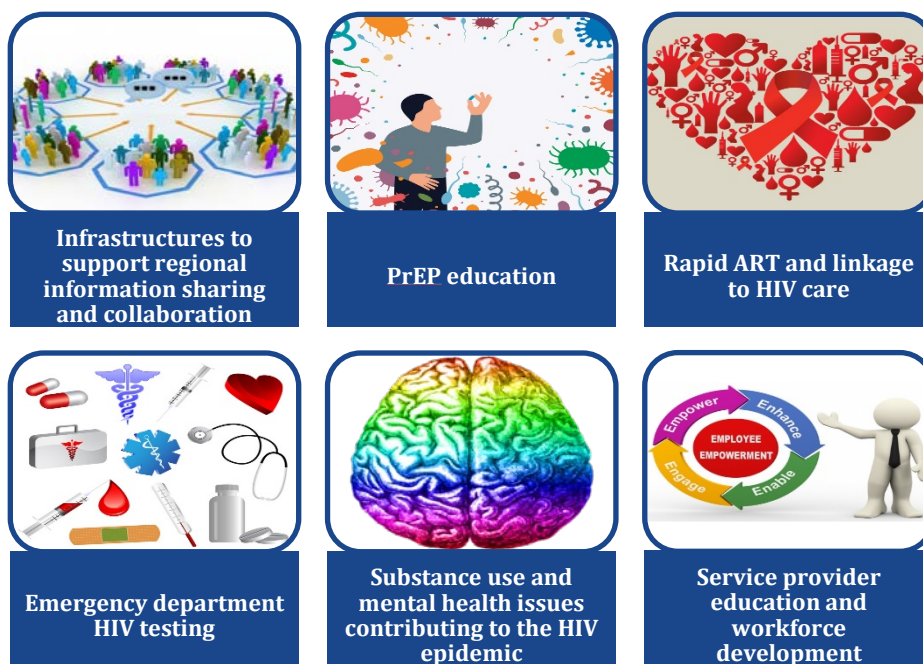 Infrastructures to
support regional
information sharing
and collaboration
PrEP education
Rapid ART and linkage
to HIV care
Emergency department
HIV testing
Substance use and
mental health issues
contributing to the HIV
epidemic
Empower
Enhance
EMPLOYEE
EMPOWERMENT
Engage
Enable
Service provider
education and
workforce
development